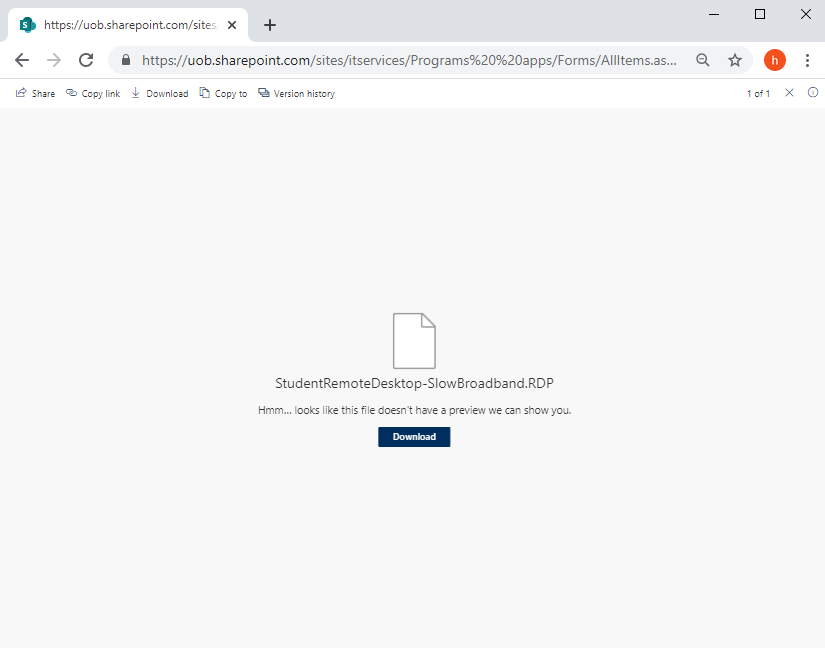 https://uob.sharepoint.com/sites
https://uob.sharepoint.com/sites/itservices/Programs%20%20apps/Forms/AllItems.as...
h
Share Copy link Download Copy to Version history 1 of 1
StudentRemoteDesktop-SlowBroadband.RDP
Hmm... looks like this file doesn't have a preview we can show you.
Download